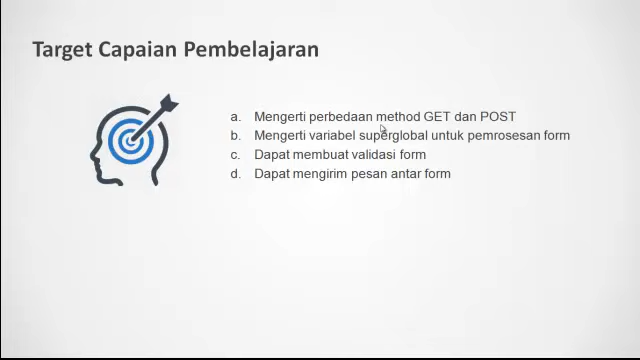 Target Capaian Pembelajaran
a. Mengerti perbedaan method GET dan POST
b. Mengerti variabel superglobal untuk pemrosesan form
c. Dapat membuat validasi form
d. Dapat mengirim pesan antar form